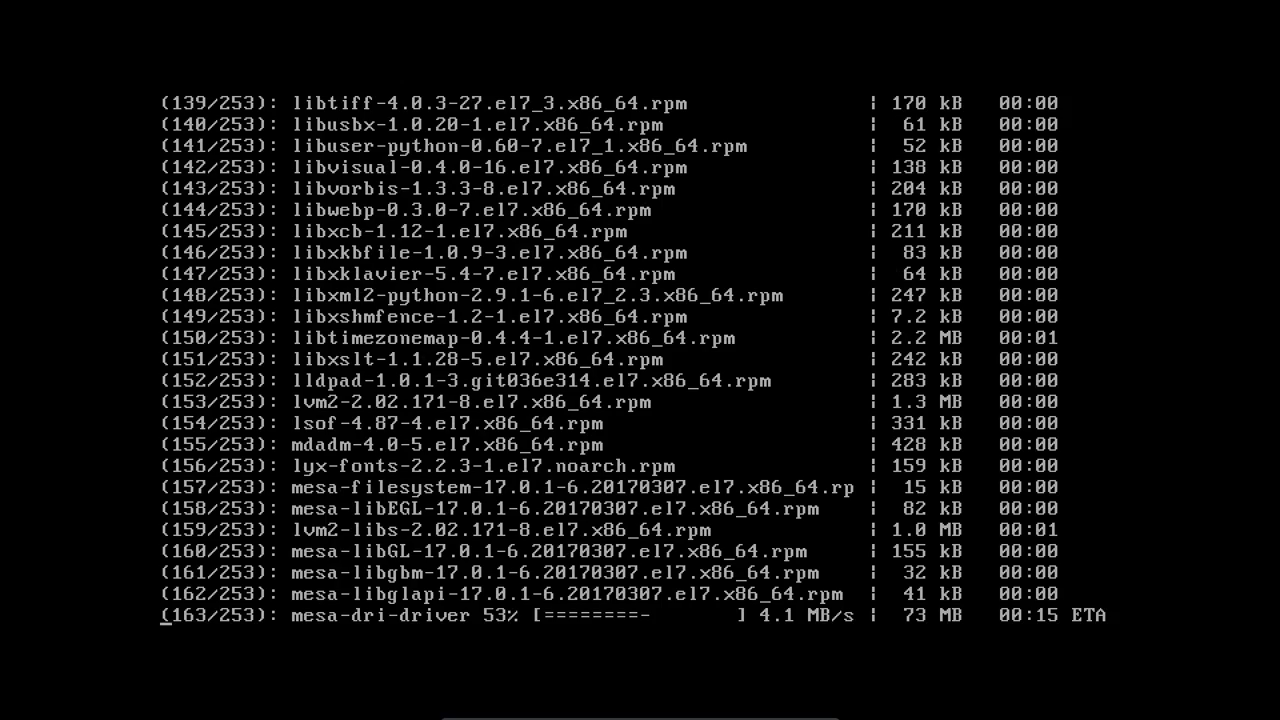 (139/253): libtiff-4.0.3-27.el7_3.x86_64.rpm | 170 kB 00:00
(140/253): libusbx-1.0.20-1.el7.x86_64.rpm | 61 kB 00:00
(141/253): libuser-python-0.60-7.el7_1.x86_64.rpm | 52 kB 00:00
(142/253): libvisual-0.4.0-16.el7.x86_64.rpm | 138 kB 00:00
(143/253): libvorbis-1.3.3-8.el7.x86_64.rpm | 204 kB 00:00
(144/253): libwebp-0.3.0-7.el7.x86_64.rpm | 170 kB 00:00
(145/253): libxcb-1.12-1.el7.x86_64.rpm | 211 kB 00:00
(146/253): libxkbfile-1.0.9-3.el7.x86_64.rpm | 83 kB 00:00
(147/253): libxklavier-5.4-7.el7.x86_64.rpm | 64 kB 00:00
(148/253): libxml2-python-2.9.1-6.el7_2.3.x86_64.rpm | 247 kB 00:00
(149/253): libxshmfence-1.2-1.el7.x86_64.rpm | 7.2 kB 00:00
(150/253): libtimezonemap-0.4.4-1.el7.x86_64.rpm | 2.2 MB 00:01
(151/253): libxslt-1.1.28-5.el7.x86_64.rpm | 242 kB 00:00
(152/253): lldpad-1.0.1-3.git036e314.el7.x86_64.rpm | 283 kB 00:00
(153/253): lvm2-2.02.171-8.el7.x86_64.rpm | 1.3 MB 00:00
(154/253): lsof-4.87-4.el7.x86_64.rpm | 331 kB 00:00
(155/253): mdadm-4.0-5.el7.x86_64.rpm | 428 kB 00:00
(156/253): lyx-fonts-2.2.3-1.el7.noarch.rpm | 159 kB 00:00
(157/253): mesa-filesystem-17.0.1-6.20170307.el7.x86_64.rp | 15 kB 00:00
(158/253): mesa-libEGL-17.0.1-6.20170307.el7.x86_64.rpm | 82 kB 00:00
(159/253): lvm2-libs-2.02.171-8.el7.x86_64.rpm | 1.0 MB 00:01
(160/253): mesa-libGL-17.0.1-6.20170307.el7.x86_64.rpm | 155 kB 00:00
(161/253): mesa-libgbm-17.0.1-6.20170307.el7.x86_64.rpm | 32 kB 00:00
(162/253): mesa-libglapi-17.0.1-6.20170307.el7.x86_64.rpm | 41 kB 00:00
(163/253): mesa-dri-driver 53% [========- ] 4.1 MB/s | 73 MB 00:15 ETA